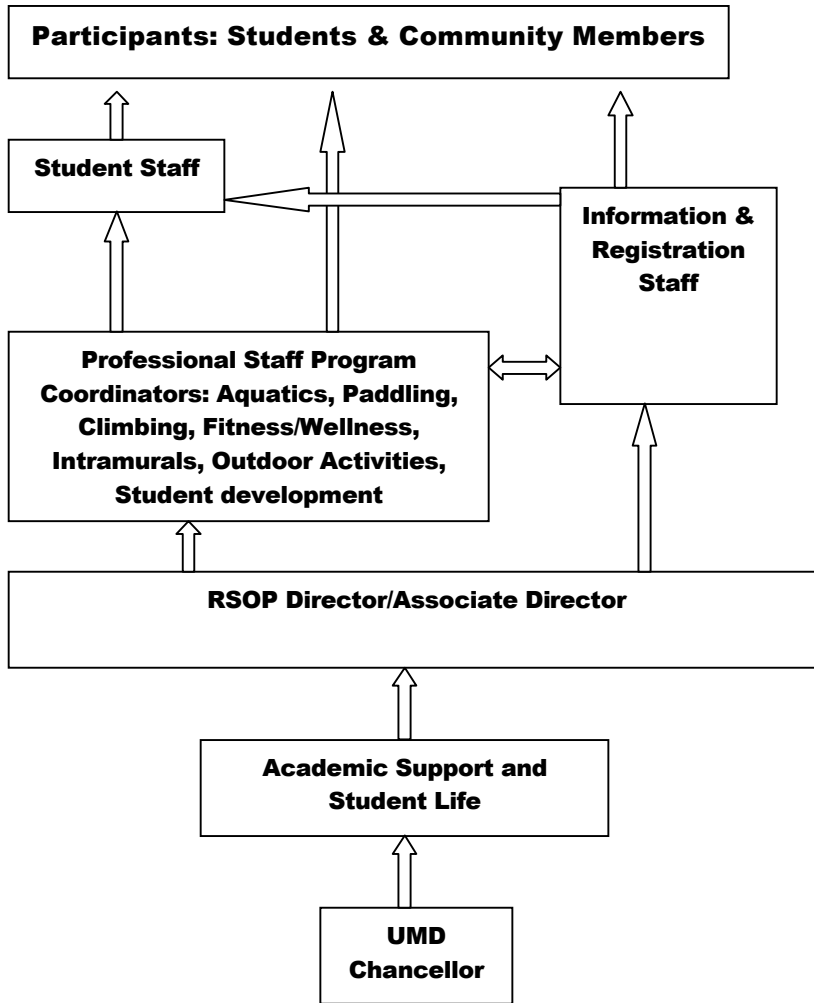 Participants: Students & Community Members
Student Staff
Information &
Registration
Staff
Professional Staff Program
Coordinators: Aquatics, Paddling,
Climbing, Fitness/Wellness,
Intramurals, Outdoor Activities,
Student development
RSOP Director/Associate Director
Academic Support and
Student Life
UMD
Chancellor